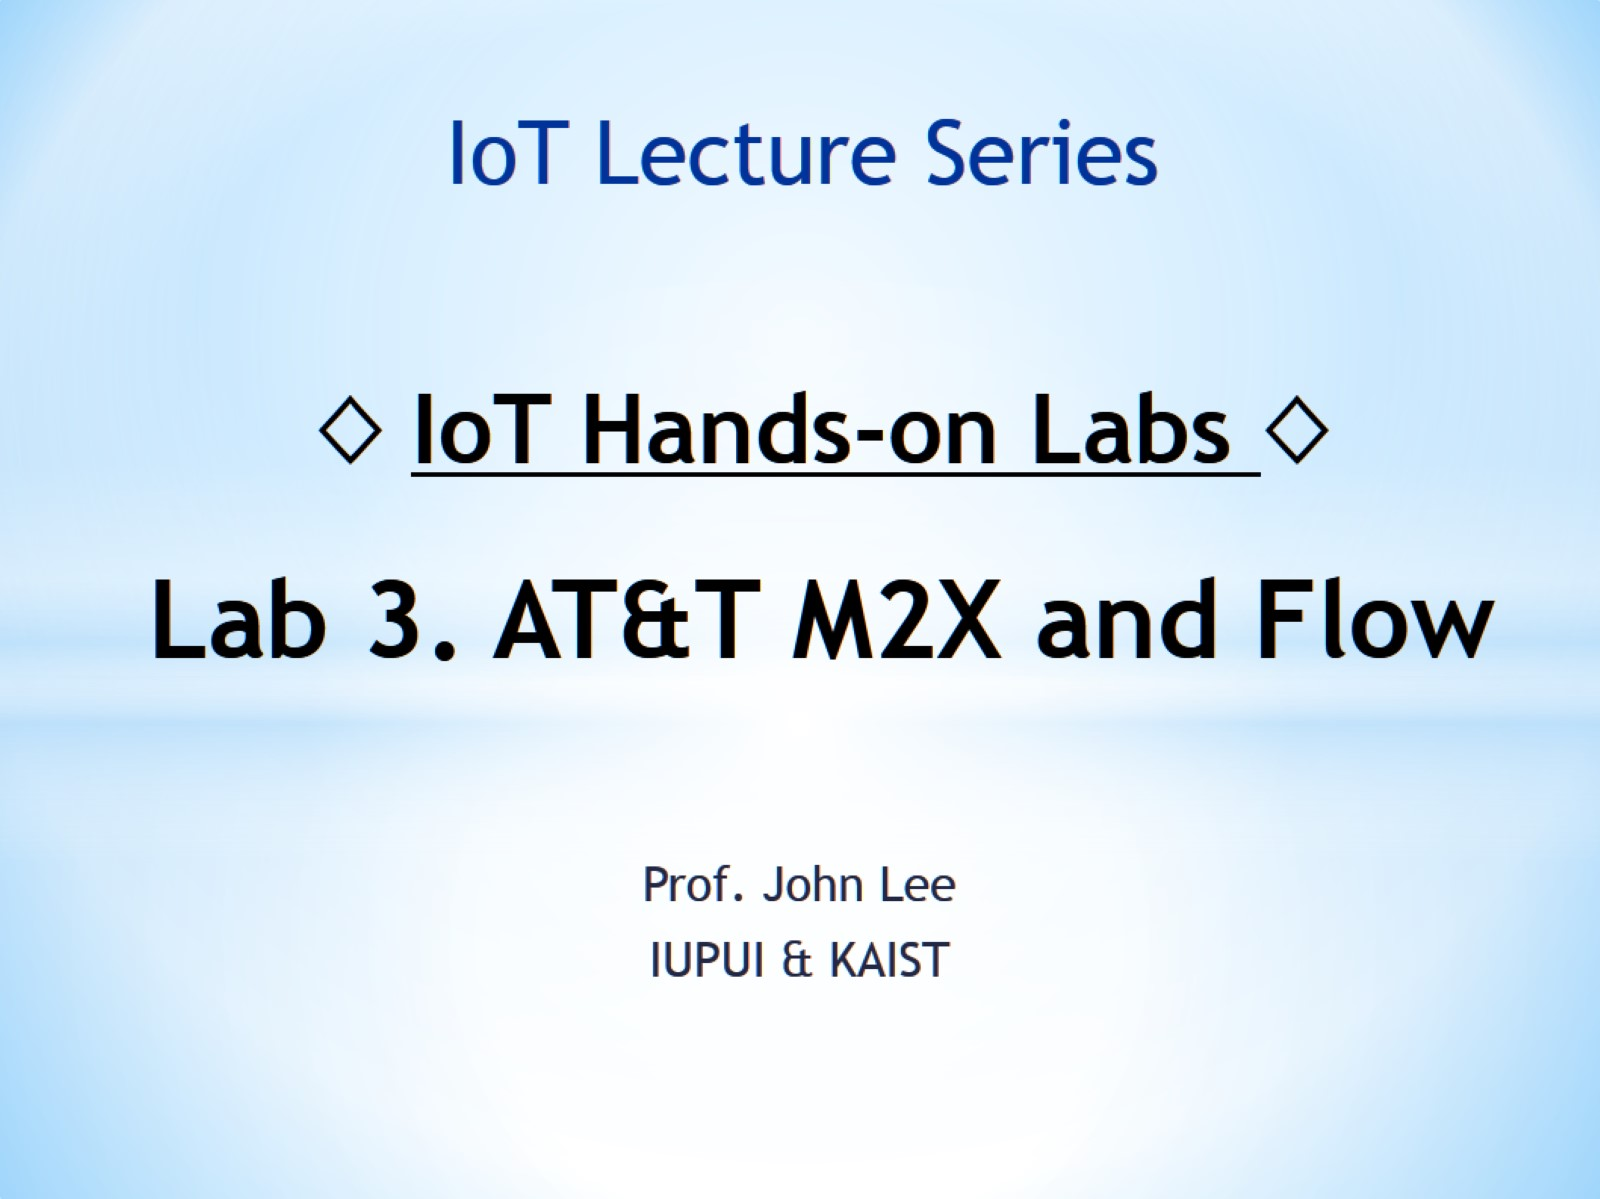 IoT Lecture Series
◇ IoT Hands-on Labs ◇
Lab 3. AT&T M2X and Flow
Prof. John Lee
IUPUI & KAIST